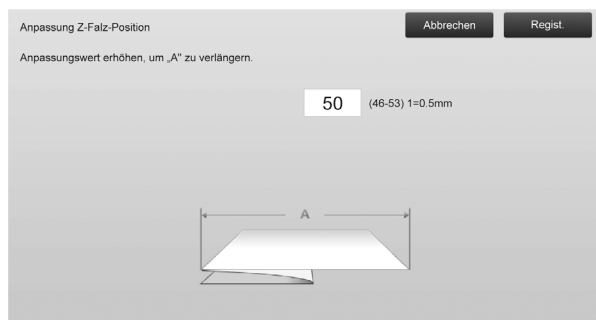 Anpassung Z-Falz-Position
Abbrechen
Regist.
Anpassungswert erhöhen, um „A" zu verlängern.
50
(46-53) 1=0.5mm
A